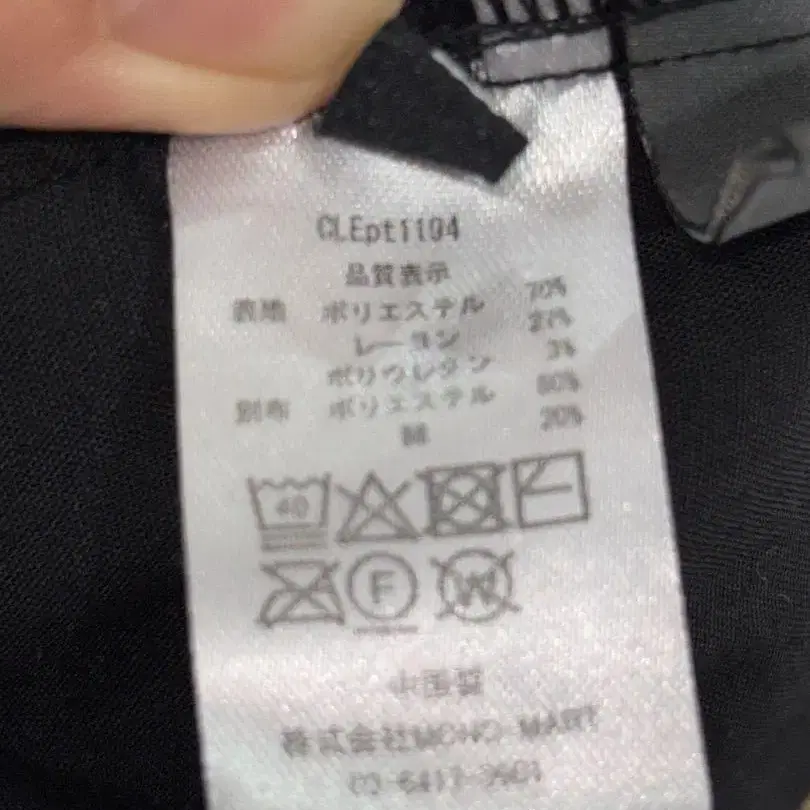 CLEpt1194
品質表示
表地 ポリエステル 70%
レーヨン 27%
ポリウレタン 3%
別布 ポリエステル 80%
綿 20%
40
F W
中国製
株式会社MONO-MART
03-6417-